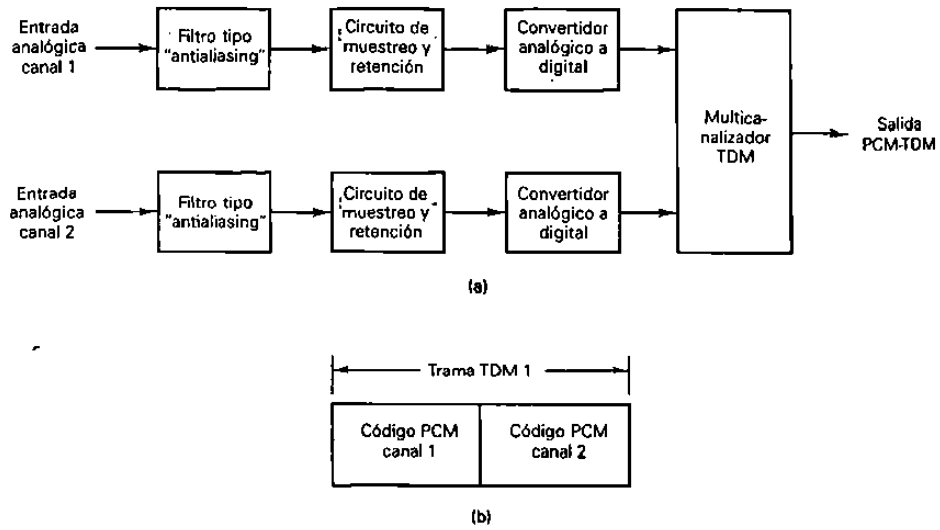 Entrada
analógica
canal 1
Filtro tipo
"antialiasing"
Circuito de
muestreo y
retención
Convertidor
analógico a
digital
Multica-
nalizador
TDM
Salida
PCM-TDM
Entrada
analógica
canal 2
Filtro tipo
"antialiasing"
Circuito de
muestreo y
retención
Convertidor
analógico a
digital
(a)
Trama TDM 1
Código PCM
canal 1
Código PCM
canal 2
(b)